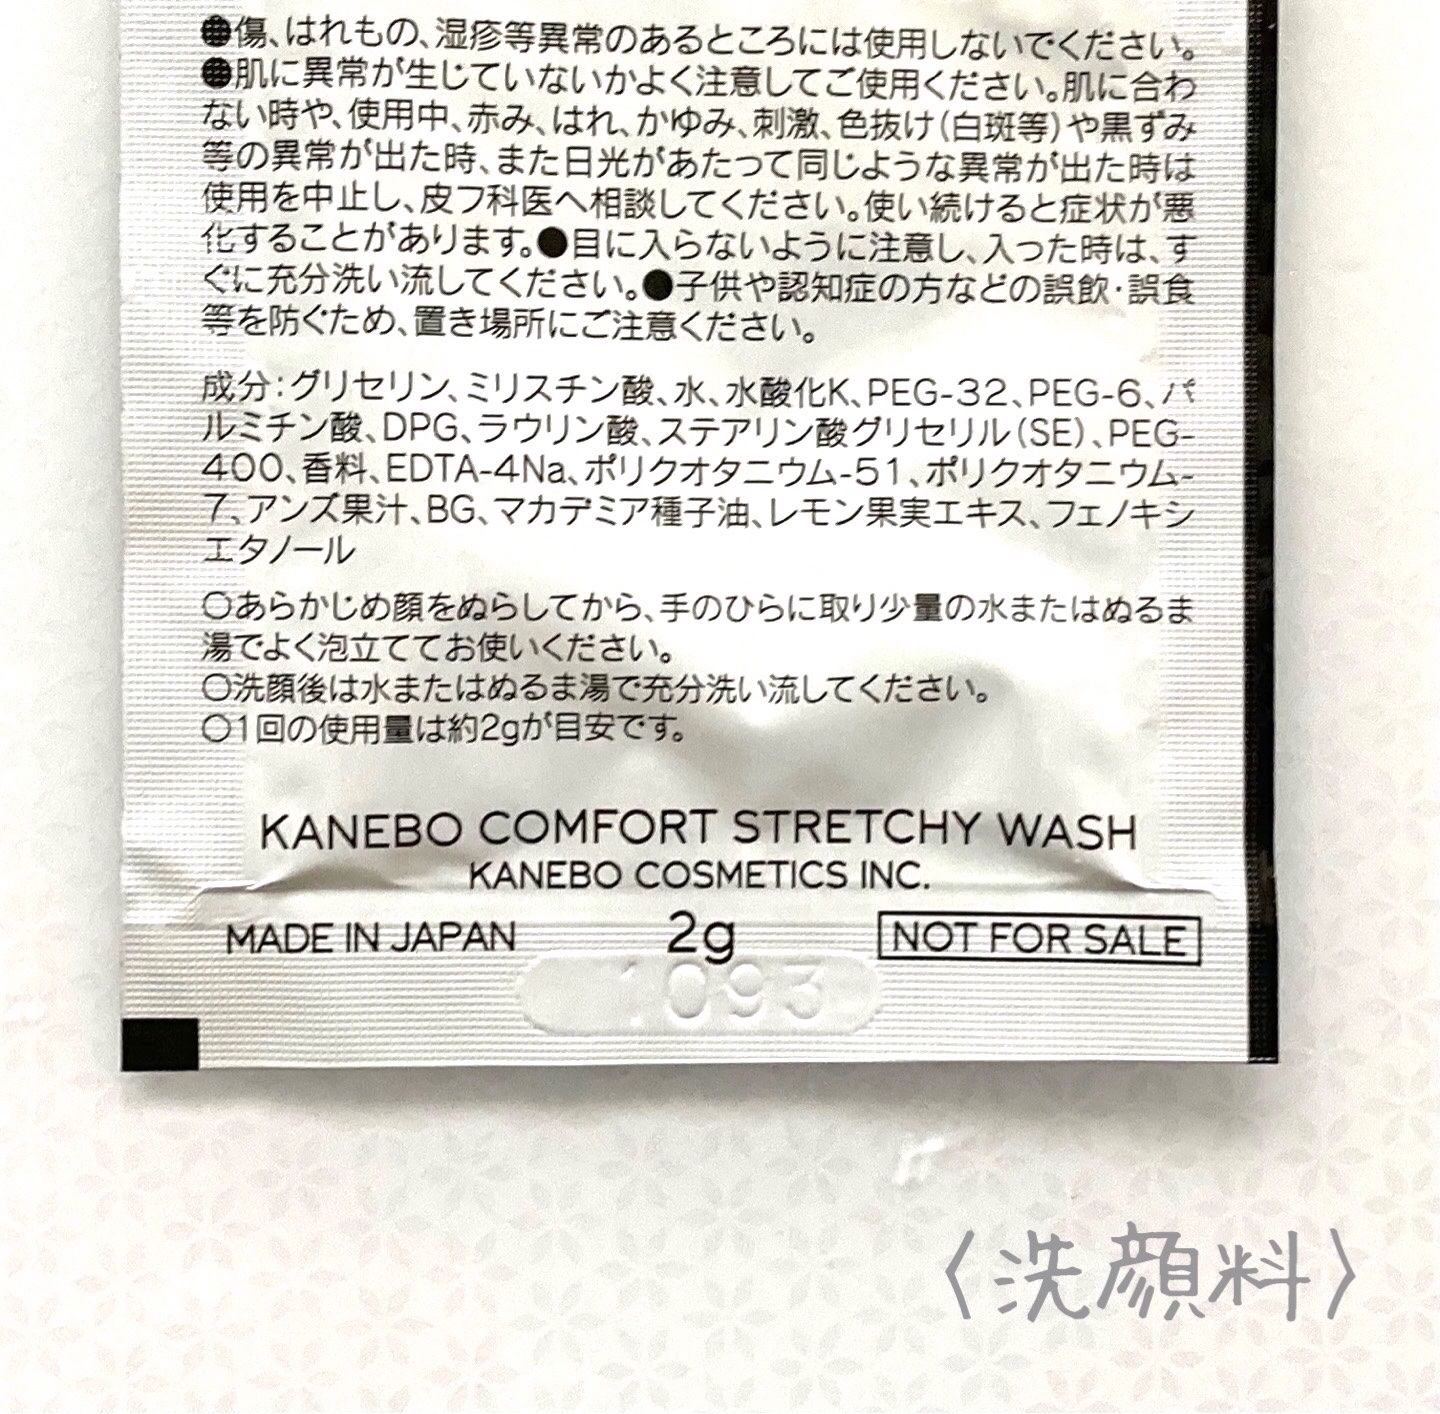 ●傷、はれもの、湿疹等異常のあるところには使用しないでください。
●肌に異常が生じていないかよく注意してご使用ください。肌に合わ
ない時や、使用中、赤み、はれ、かゆみ、刺激、色抜け(白斑等)や黒ずみ
等の異常が出た時、また日光があたって同じような異常が出た時は
使用を中止し、皮フ科医へ相談してください。使い続けると症状が悪
化することがあります。●目に入らないように注意し、入った時は、す
ぐに充分洗い流してください。●子供や認知症の方などの誤飲・誤食
等を防ぐため、置き場所にご注意ください。
成分:グリセリン、ミリスチン酸、水、水酸化K、PEG-32、PEG-6、パ
ルミチン酸、DPG、ラウリン酸、ステアリン酸グリセリル(SE)、PEG-
400、香料、EDTA-4Na、ポリクオタニウム-51、ポリクオタニウム-
7、アンズ果汁、BG、マカデミア種子油、レモン果実エキス、フェノキシ
エタノール
○あらかじめ顔をぬらしてから、手のひらに取り少量の水またはぬるま
湯でよく泡立ててお使いください。
○洗顔後は水またはぬるま湯で充分洗い流してください。
○1回の使用量は約2gが目安です。
KANEBO COMFORT STRETCHY WASH
KANEBO COSMETICS INC.
MADE IN JAPAN 2g NOT FOR SALE
1093
〈洗顔料〉